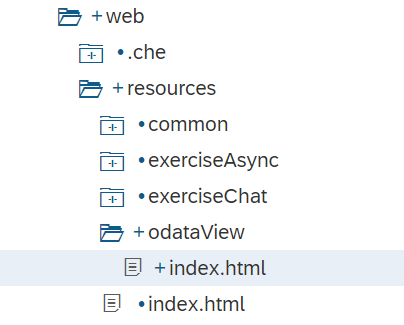 +web
•.che
+resources
•common
•exerciseAsync
•exerciseChat
+odataView
+index.html
•index.html